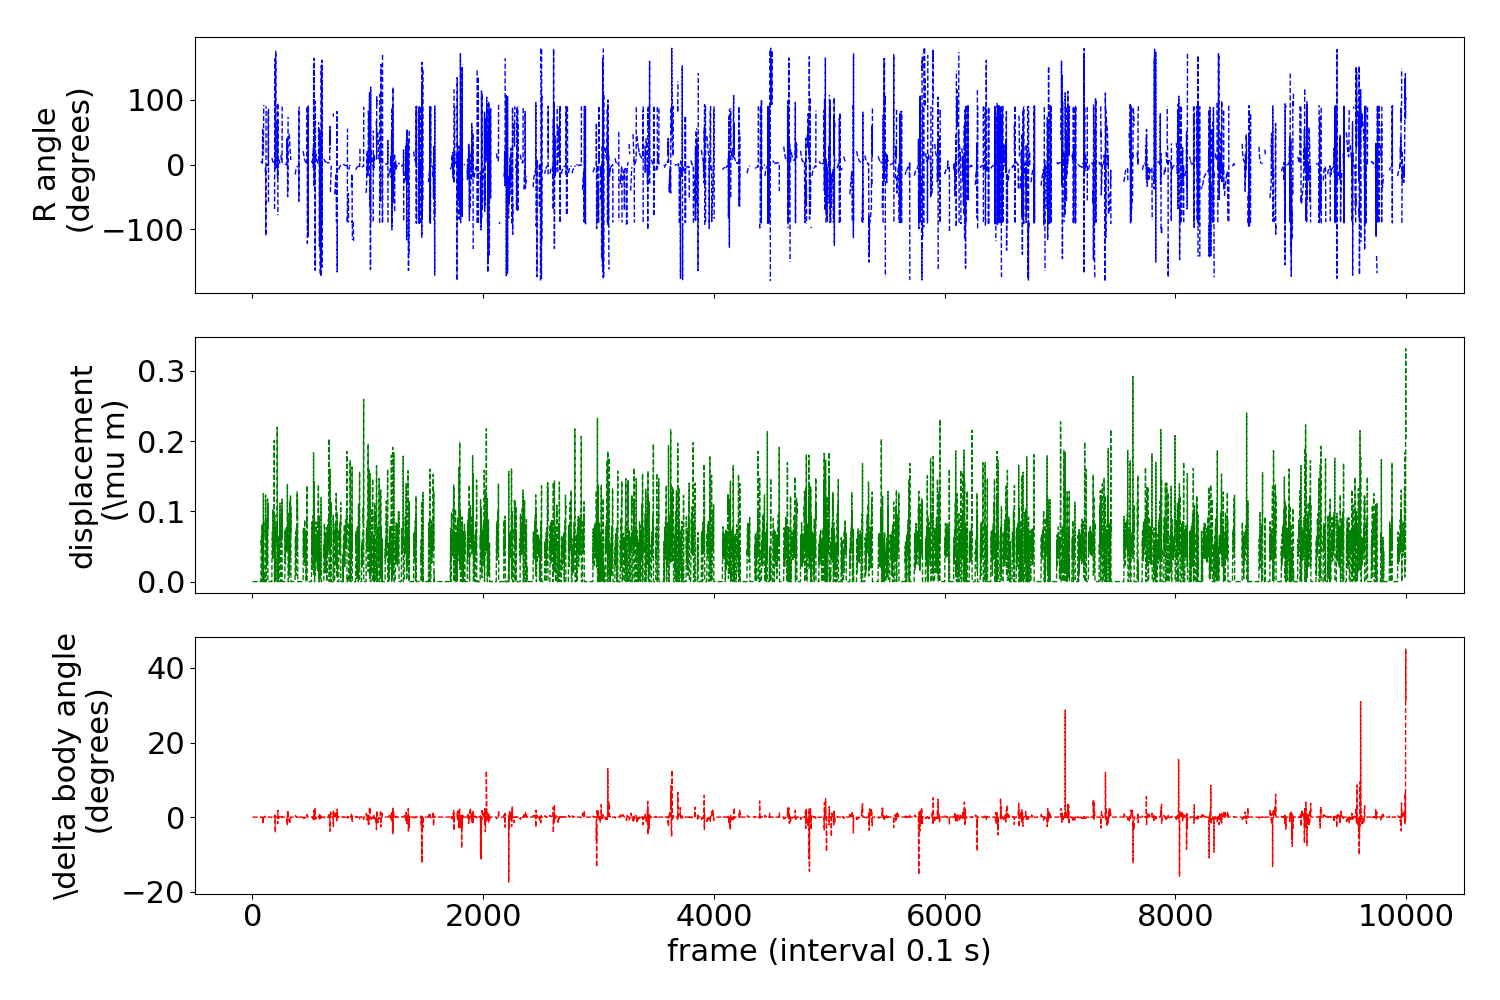 R angle
(degrees)
100
0
−100
displacement
(\mu m)
0.3
0.2
0.1
0.0
\delta body angle
(degrees)
40
20
0
−20
0 2000 4000 6000 8000 10000
frame (interval 0.1 s)